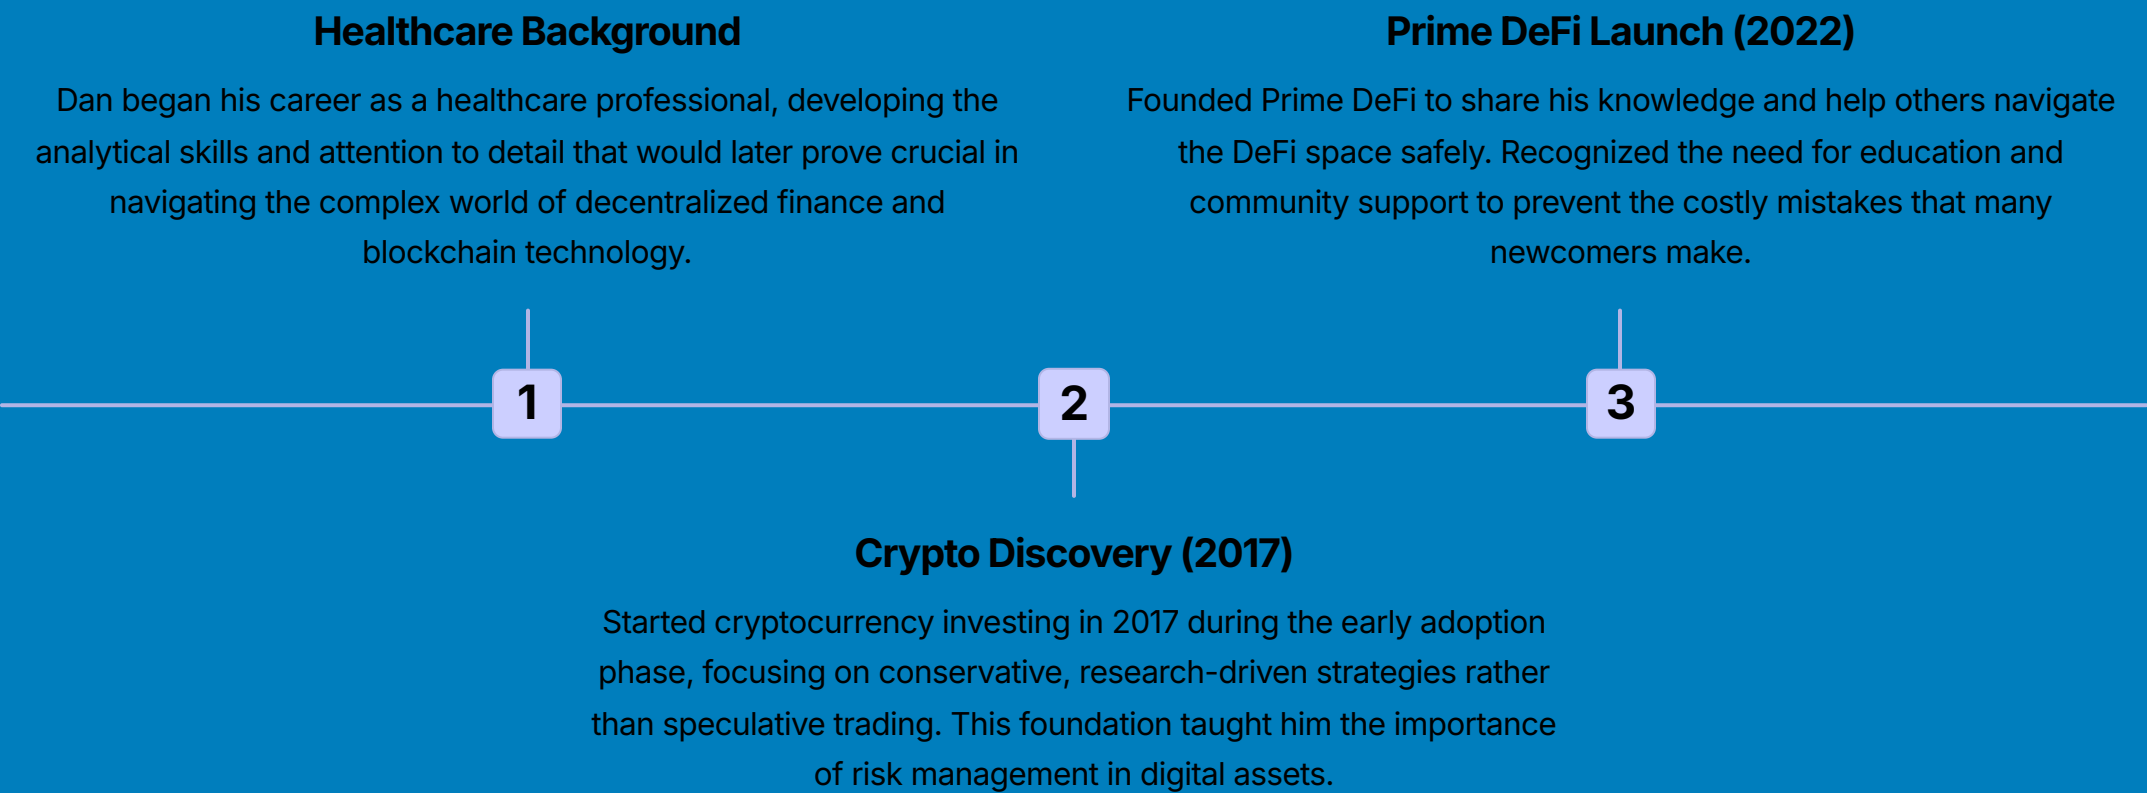 Healthcare Background
Dan began his career as a healthcare professional, developing the
analytical skills and attention to detail that would later prove crucial in
navigating the complex world of decentralized finance and
blockchain technology.
Prime DeFi Launch (2022)
Founded Prime DeFi to share his knowledge and help others navigate
the DeFi space safely. Recognized the need for education and
community support to prevent the costly mistakes that many
newcomers make.
1
2
3
Crypto Discovery (2017)
Started cryptocurrency investing in 2017 during the early adoption
phase, focusing on conservative, research-driven strategies rather
than speculative trading. This foundation taught him the importance
of risk management in digital assets.